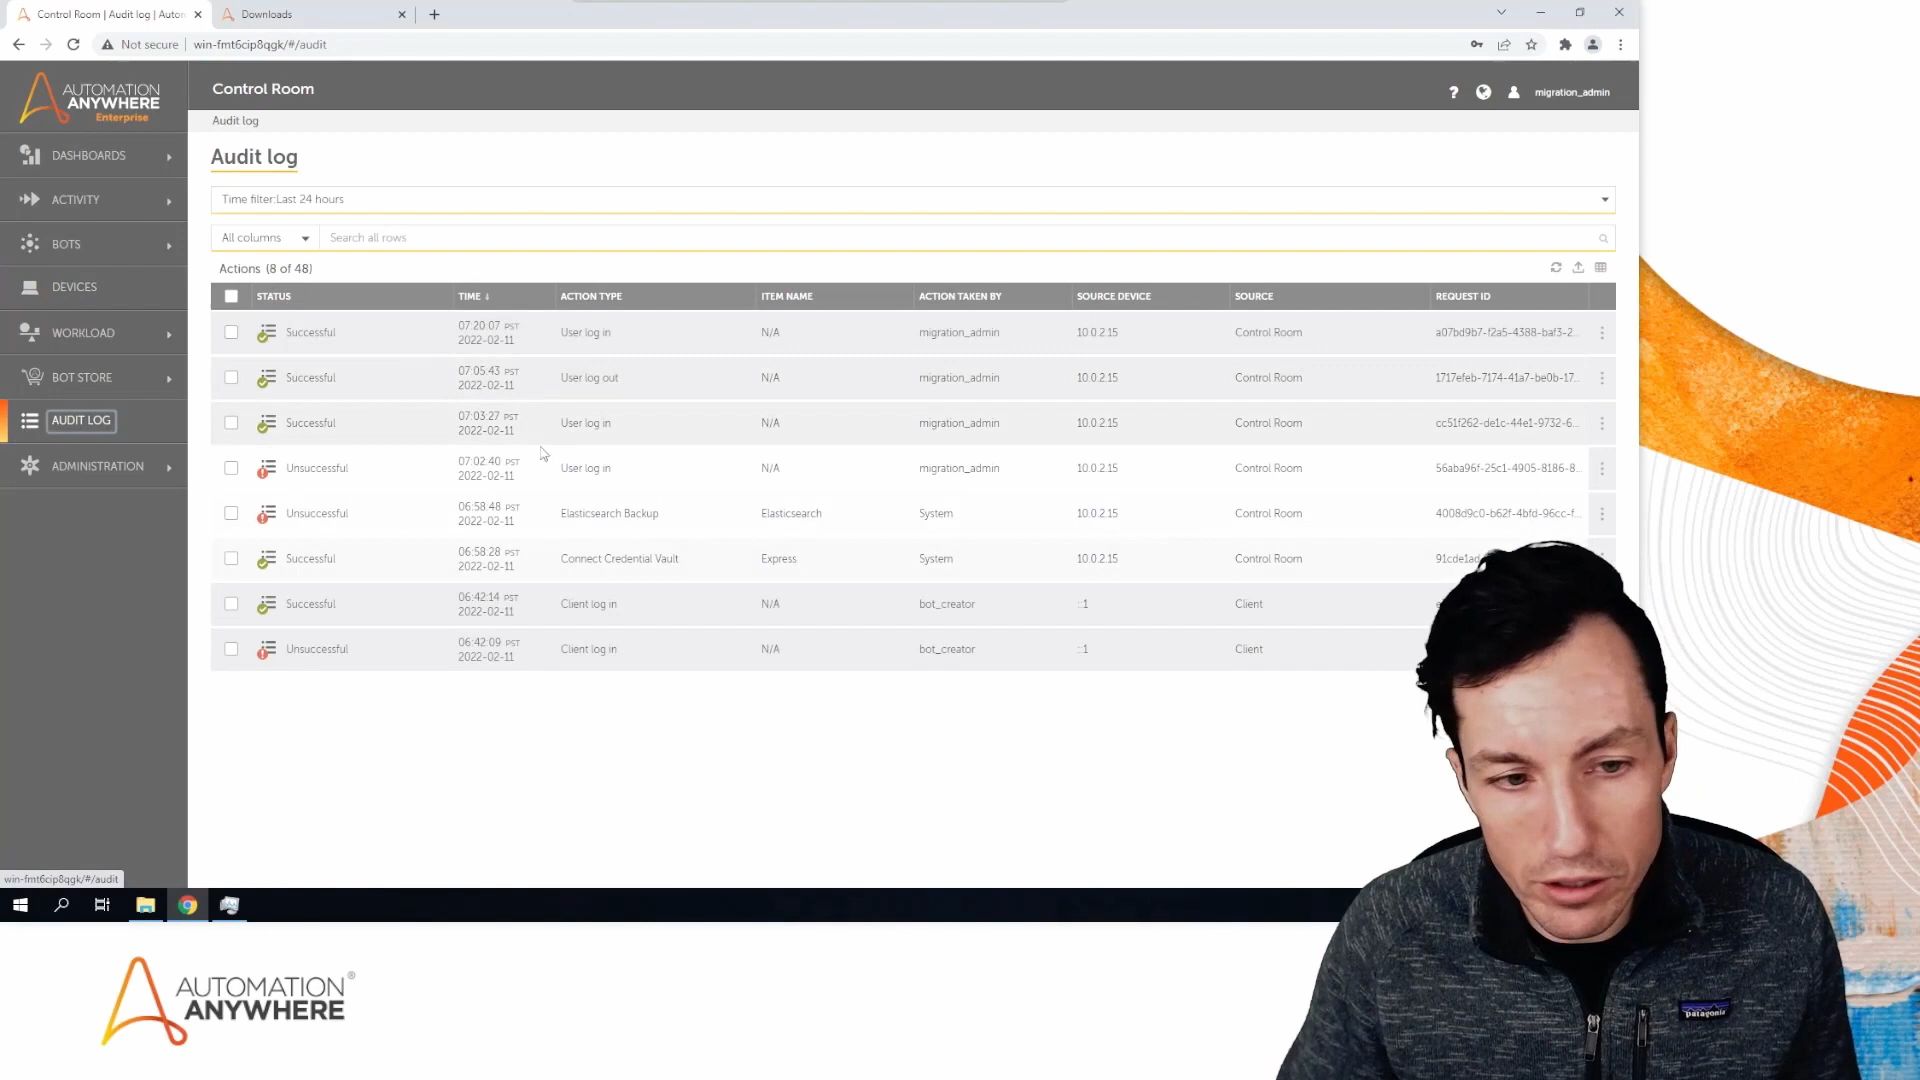 Control Room | Audit log | Auton
Downloads
Not secure
win-fmt6cip8qgk/#/audit
AUTOMATION
ANYWHERE
Enterprise
Control Room
migration_admin
Audit log
DASHBOARDS
ACTIVITY
BOTS
DEVICES
WORKLOAD
BOT STORE
AUDIT LOG
ADMINISTRATION
Audit log
Time filter:Last 24 hours
All columns
Search all rows
Actions (8 of 48)
STATUS TIME ACTION TYPE ITEM NAME ACTION TAKEN BY SOURCE DEVICE SOURCE REQUEST ID
Successful 07:20:07 PST 2022-02-11 User log in N/A migration_admin 10.0.2.15 Control Room a07bd9b7-f2a5-4388-baf3-2...
Successful 07:05:43 PST 2022-02-11 User log out N/A migration_admin 10.0.2.15 Control Room 1717efeb-7174-41a7-be0b-17...
Successful 07:03:27 PST 2022-02-11 User log in N/A migration_admin 10.0.2.15 Control Room cc51f262-de1c-44e1-9732-6...
Unsuccessful 07:02:40 PST 2022-02-11 User log in N/A migration_admin 10.0.2.15 Control Room 56aba96f-25c1-4905-8186-8...
Unsuccessful 06:58:48 PST 2022-02-11 Elasticsearch Backup Elasticsearch System 10.0.2.15 Control Room 4008d9c0-b62f-4bfd-96cc-f...
Successful 06:58:28 PST 2022-02-11 Connect Credential Vault Express System 10.0.2.15 Control Room 91cde1ad
Successful 06:42:14 PST 2022-02-11 Client log in N/A bot_creator ::1 Client
Unsuccessful 06:42:09 PST 2022-02-11 Client log in N/A bot_creator ::1 Client
win-fmt6cip8qgk/#/audit
AUTOMATION
ANYWHERE
®
patagonia